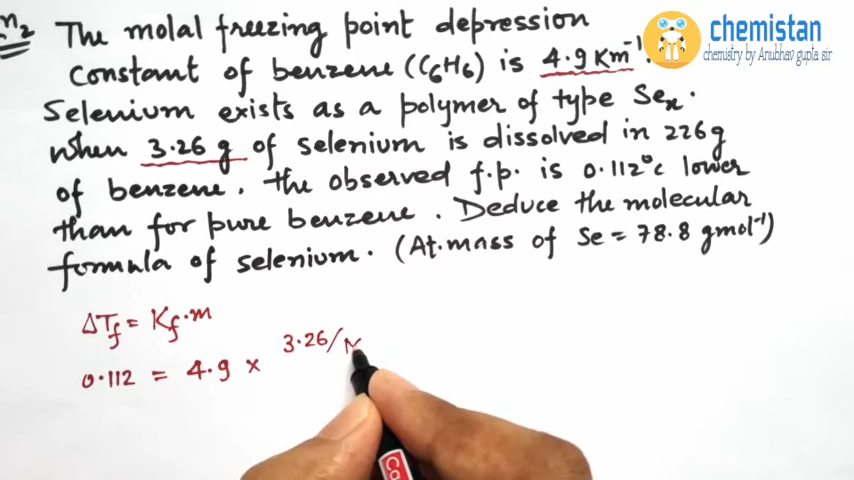 The molal freezing point depression
Constant of benzene (C6H6) is 4.9 Km⁻¹.
Selenium exists as a polymer of type Seₓ.
When 3.26 g of selenium is dissolved in 226g
of benzene. the observed f.p. is 0.112°c lower
than for pure benzene. Deduce the molecular
formula of selenium. (At.mass of Se = 78.8 gmol⁻¹)
chemistan
chemistry by Anubhav gupta sir
ΔTf = Kf.m
0.112 = 4.9 × 3.26/